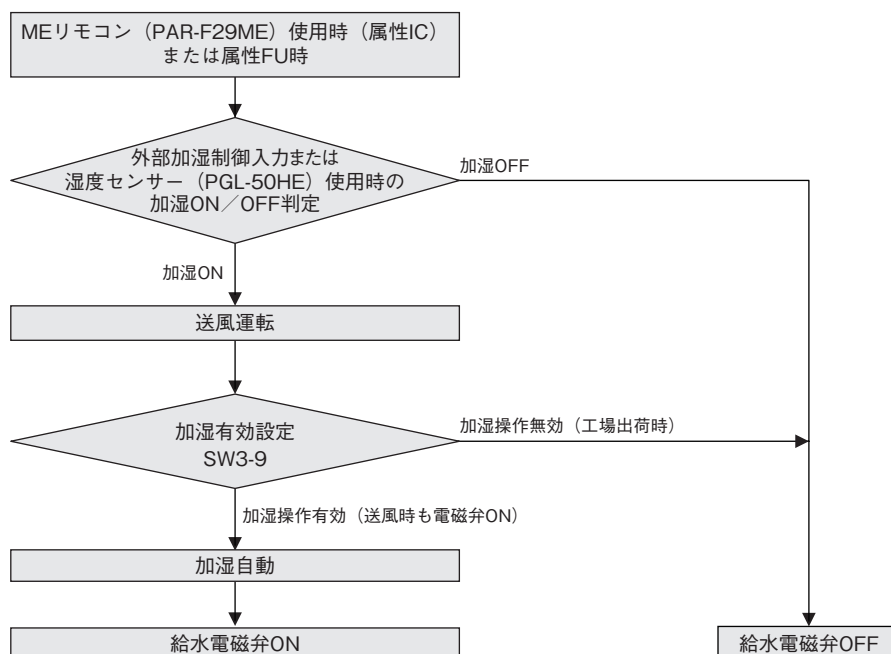 MEリモコン（PAR-F29ME）使用時（属性IC）
または属性FU時
外部加湿制御入力または
湿度センサー（PGL-50HE）使用時の
加湿ON／OFF判定
加湿OFF
加湿ON
送風運転
加湿有効設定
SW3-9
加湿操作無効（工場出荷時）
加湿操作有効（送風時も電磁弁ON）
加湿自動
給水電磁弁ON
給水電磁弁OFF